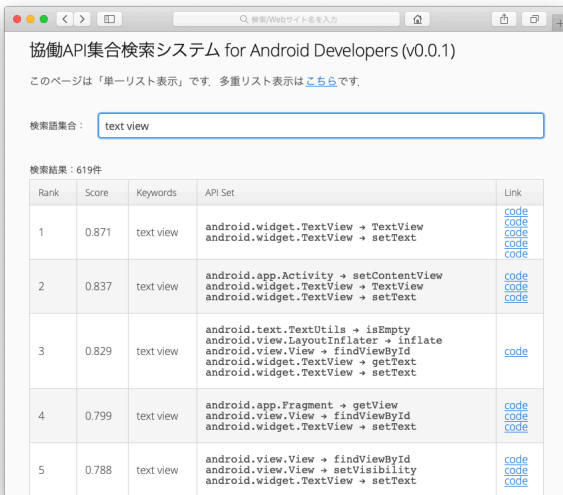 検索/Webサイト名を入力
協働API集合検索システム for Android Developers (v0.0.1)
このページは「単一リスト表示」です．多重リスト表示はこちらです．
検索語集合： text view
検索結果：619件
Rank Score Keywords API Set Link
1 0.871 text view
android.widget.TextView → TextView
android.widget.TextView → setText
code
code
code
code
code
2 0.837 text view
android.app.Activity → setContentView
android.widget.TextView → TextView
android.widget.TextView → setText
code
code
code
3 0.829 text view
android.text.TextUtils → isEmpty
android.view.LayoutInflater → inflate
android.view.View → findViewById
android.widget.TextView → getText
android.widget.TextView → setText
code
4 0.799 text view
android.app.Fragment → getView
android.view.View → findViewById
android.widget.TextView → setText
code
code
code
5 0.788 text view
android.view.View → findViewById
android.view.View → setVisibility
android.widget.TextView → setText
code
code
code